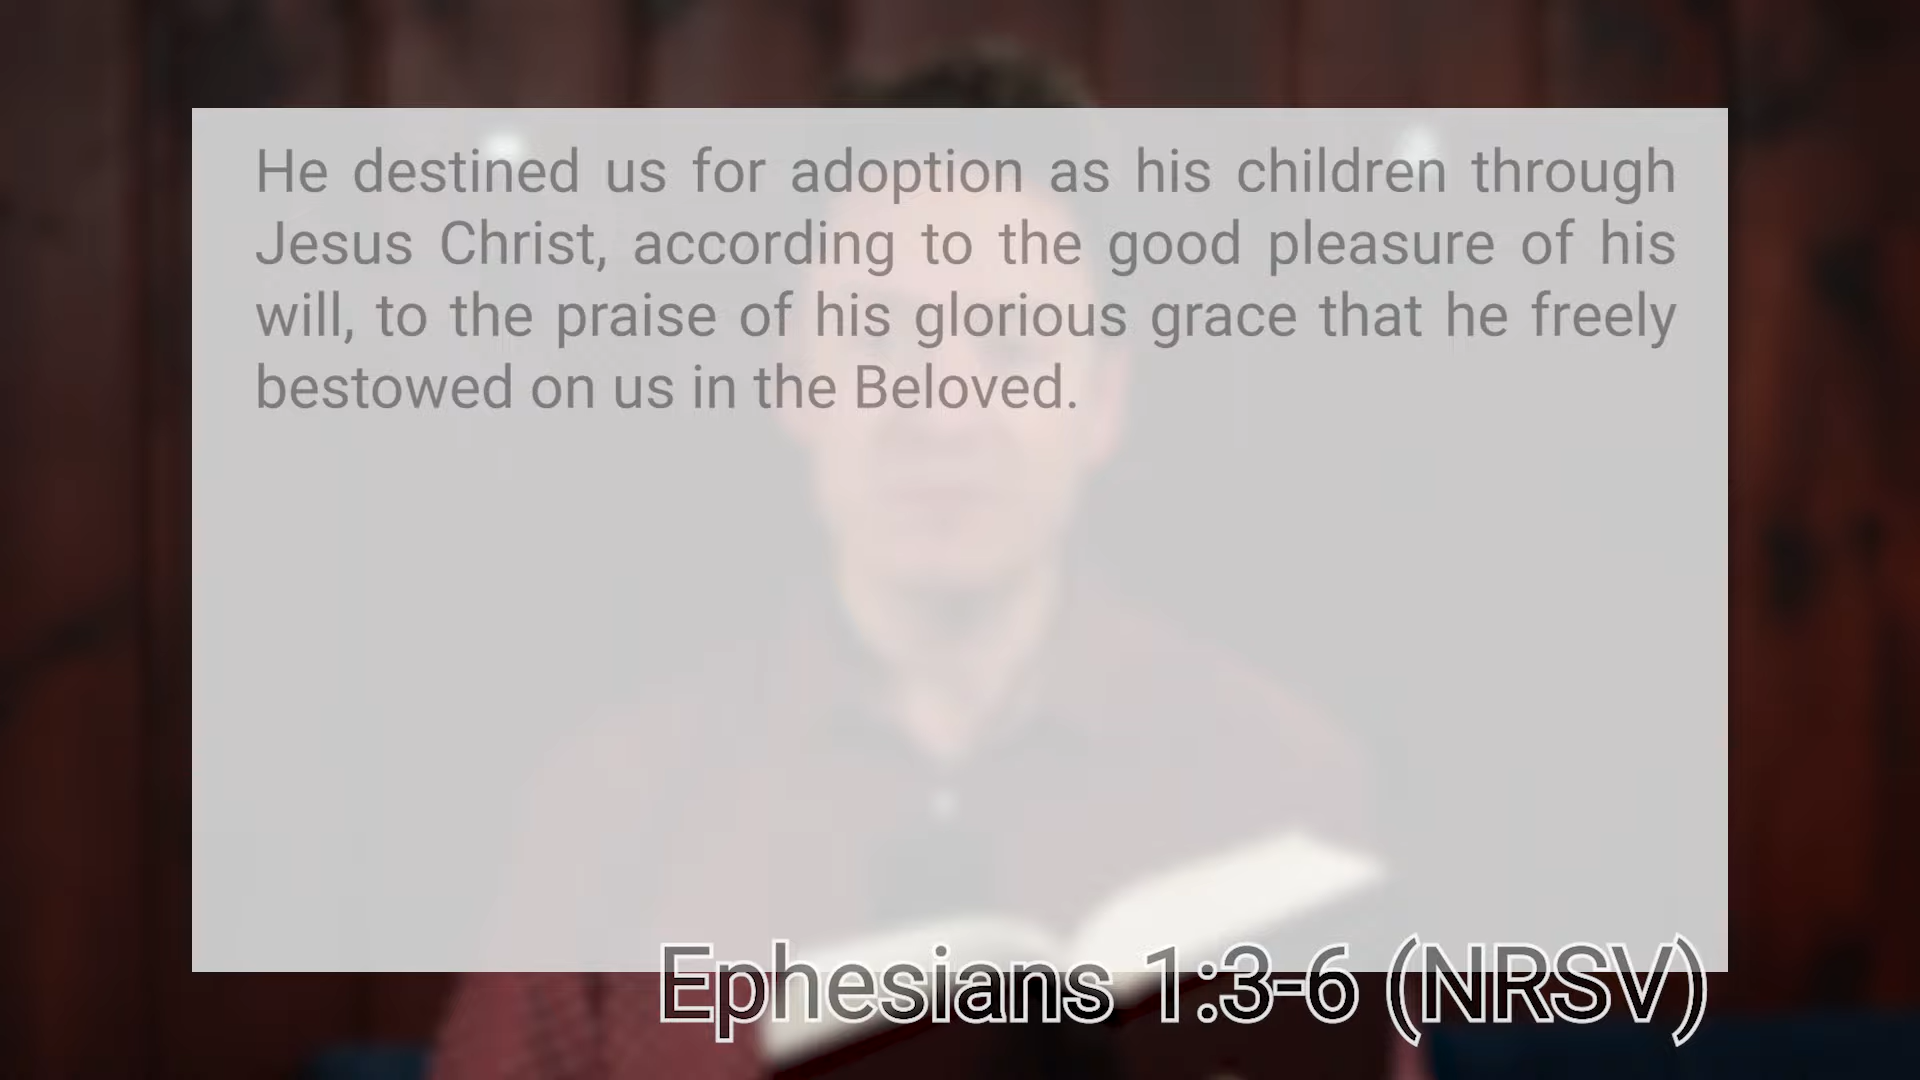 He destined us for adoption as his children through
Jesus Christ, according to the good pleasure of his
will, to the praise of his glorious grace that he freely
bestowed on us in the Beloved.
Ephesians 1:3-6 (NRSV)